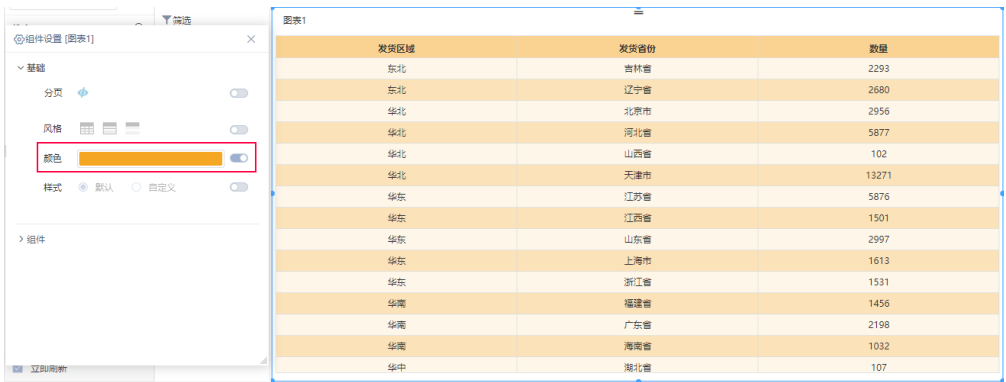 筛选
组件设置 [图表1]
基础
分页
风格
颜色
样式 默认 自定义
组件
立即刷新
图表1
发货区域 发货省份 数量
东北 吉林省 2293
东北 辽宁省 2680
华北 北京市 2956
华北 河北省 5877
华北 山西省 102
华北 天津市 13271
华东 江苏省 5876
华东 江西省 1501
华东 山东省 2997
华东 上海市 1613
华东 浙江省 1531
华南 福建省 1456
华南 广东省 2198
华南 海南省 1032
华中 湖北省 107